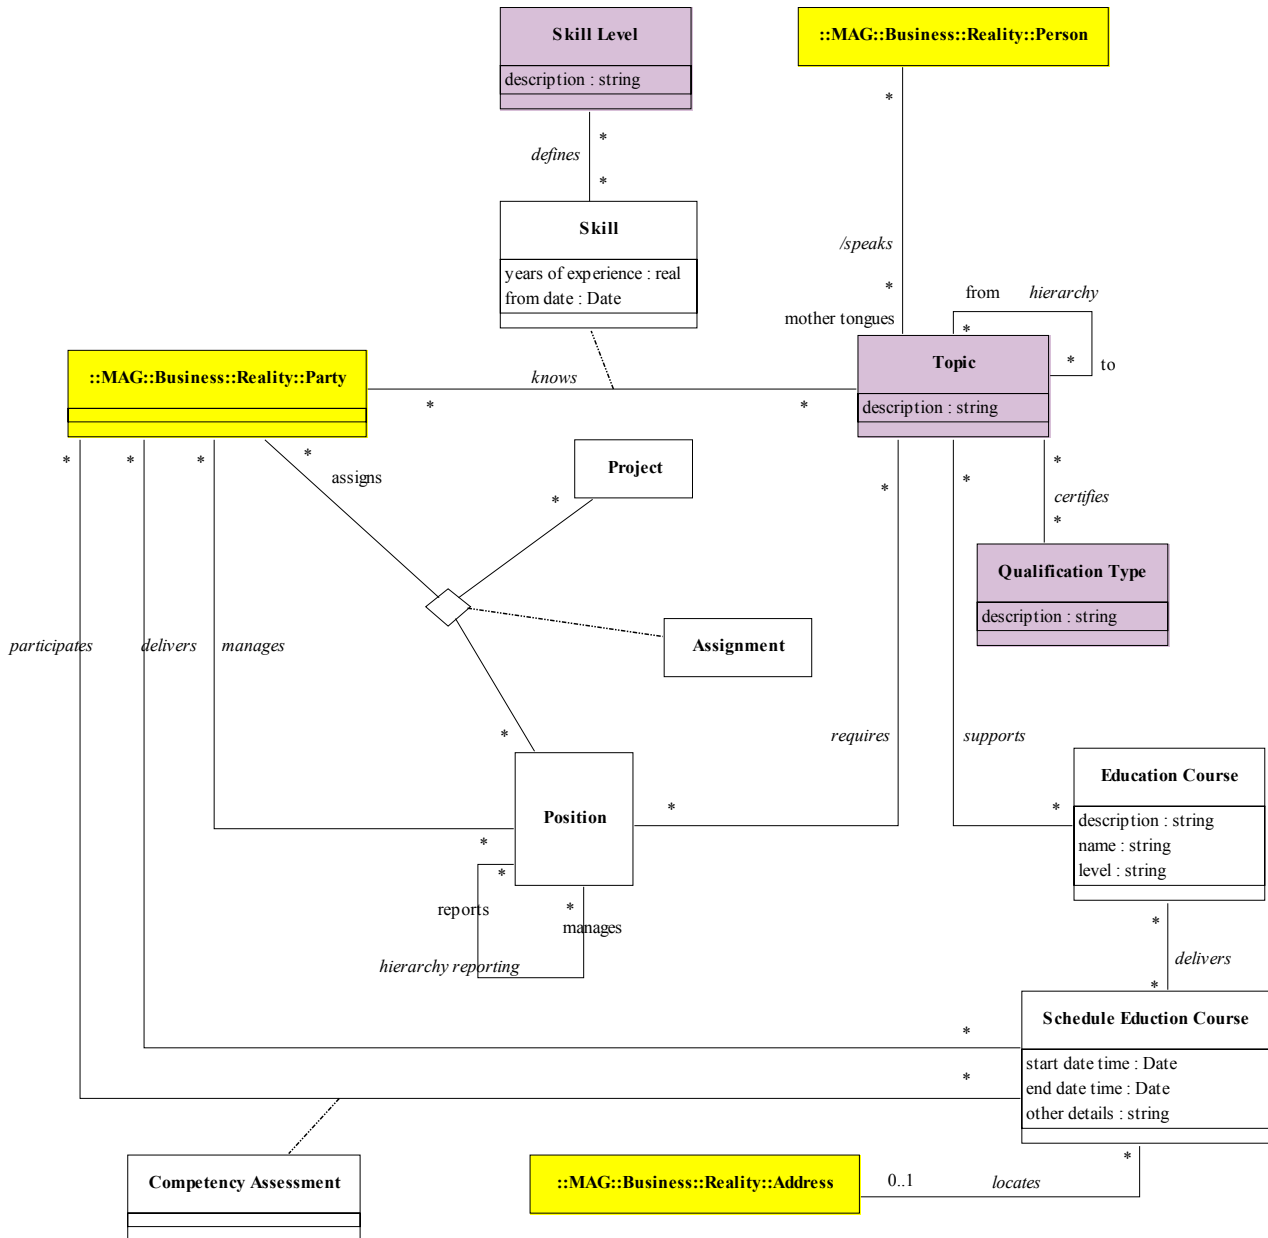 Skill Level
::MAG::Business::Reality::Person
description : string
*
*
defines
*
/speaks
*
mother tongues
Skill
years of experience : real
from date : Date
from hierarchy
*
*
to
::MAG::Business::Reality::Party
knows
*
*
Topic
description : string
*
*
*
*
assigns
Project
*
*
*
*
certifies
*
Qualification Type
description : string
Assignment
participates
delivers
manages
*
requires
supports
Position
*
*
*
Education Course
description : string
name : string
level : string
*
reports
*
manages
hierarchy reporting
*
delivers
*
Schedule Eduction Course
start date time : Date
end date time : Date
other details : string
*
*
Competency Assessment
::MAG::Business::Reality::Address
0..1
locates
*